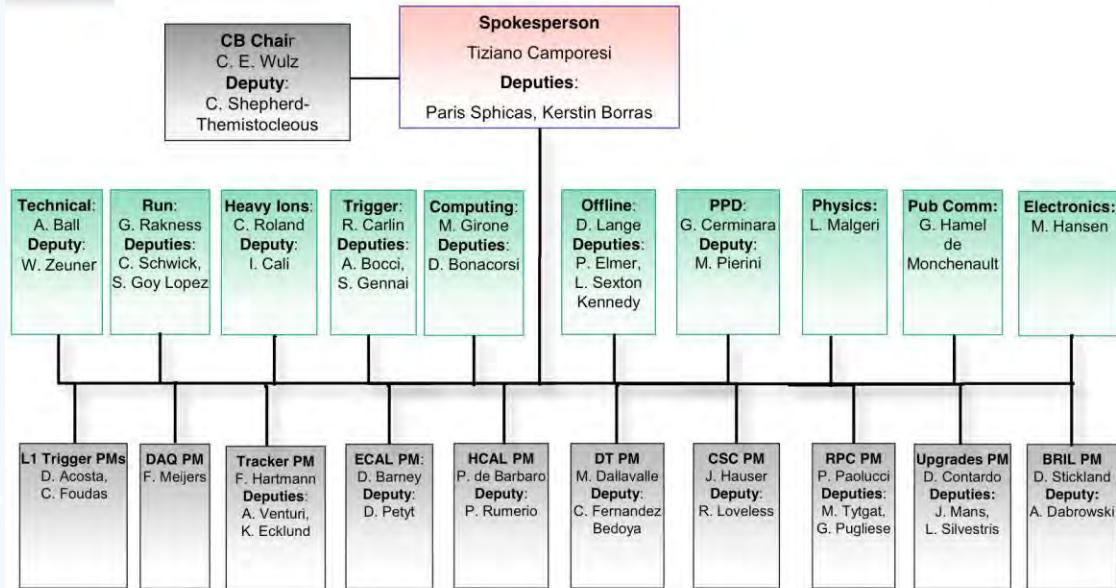 CB Chair
C. E. Wulz
Deputy:
C. Shepherd-
Themistocleous
Spokesperson
Tiziano Camporesi
Deputies:
Paris Sphicas, Kerstin Borras
Technical:
A. Ball
Deputy:
W. Zeuner
Run:
G. Rakness
Deputies:
C. Schwick,
S. Goy Lopez
Heavy Ions:
C. Roland
Deputy:
I. Cali
Trigger:
R. Carlin
Deputies:
A. Bocci,
S. Gennai
Computing:
M. Girone
Deputies:
D. Bonacorsi
Offline:
D. Lange
Deputies:
P. Elmer,
L. Sexton
Kennedy
PPD:
G. Cerminara
Deputy:
M. Pierini
Physics:
L. Malgeri
Pub Comm:
G. Hamel
de
Monchenault
Electronics:
M. Hansen
L1 Trigger PMs
D. Acosta,
C. Foudas
DAQ PM
F. Meijers
Tracker PM
F. Hartmann
Deputies:
A. Venturi,
K. Ecklund
ECAL PM:
D. Barney
Deputy:
D. Petyt
HCAL PM
P. de Barbaro
Deputy:
P. Rumerio
DT PM
M. Dallavalle
Deputy:
C. Fernandez
Bedoya
CSC PM
J. Hauser
Deputy:
R. Loveless
RPC PM
P. Paolucci
Deputies:
M. Tytgat,
G. Pugliese
Upgrades PM
D. Contardo
Deputies:
J. Mans,
L. Silvestris
BRIL PM
D. Stickland
Deputy:
A. Dabrowski